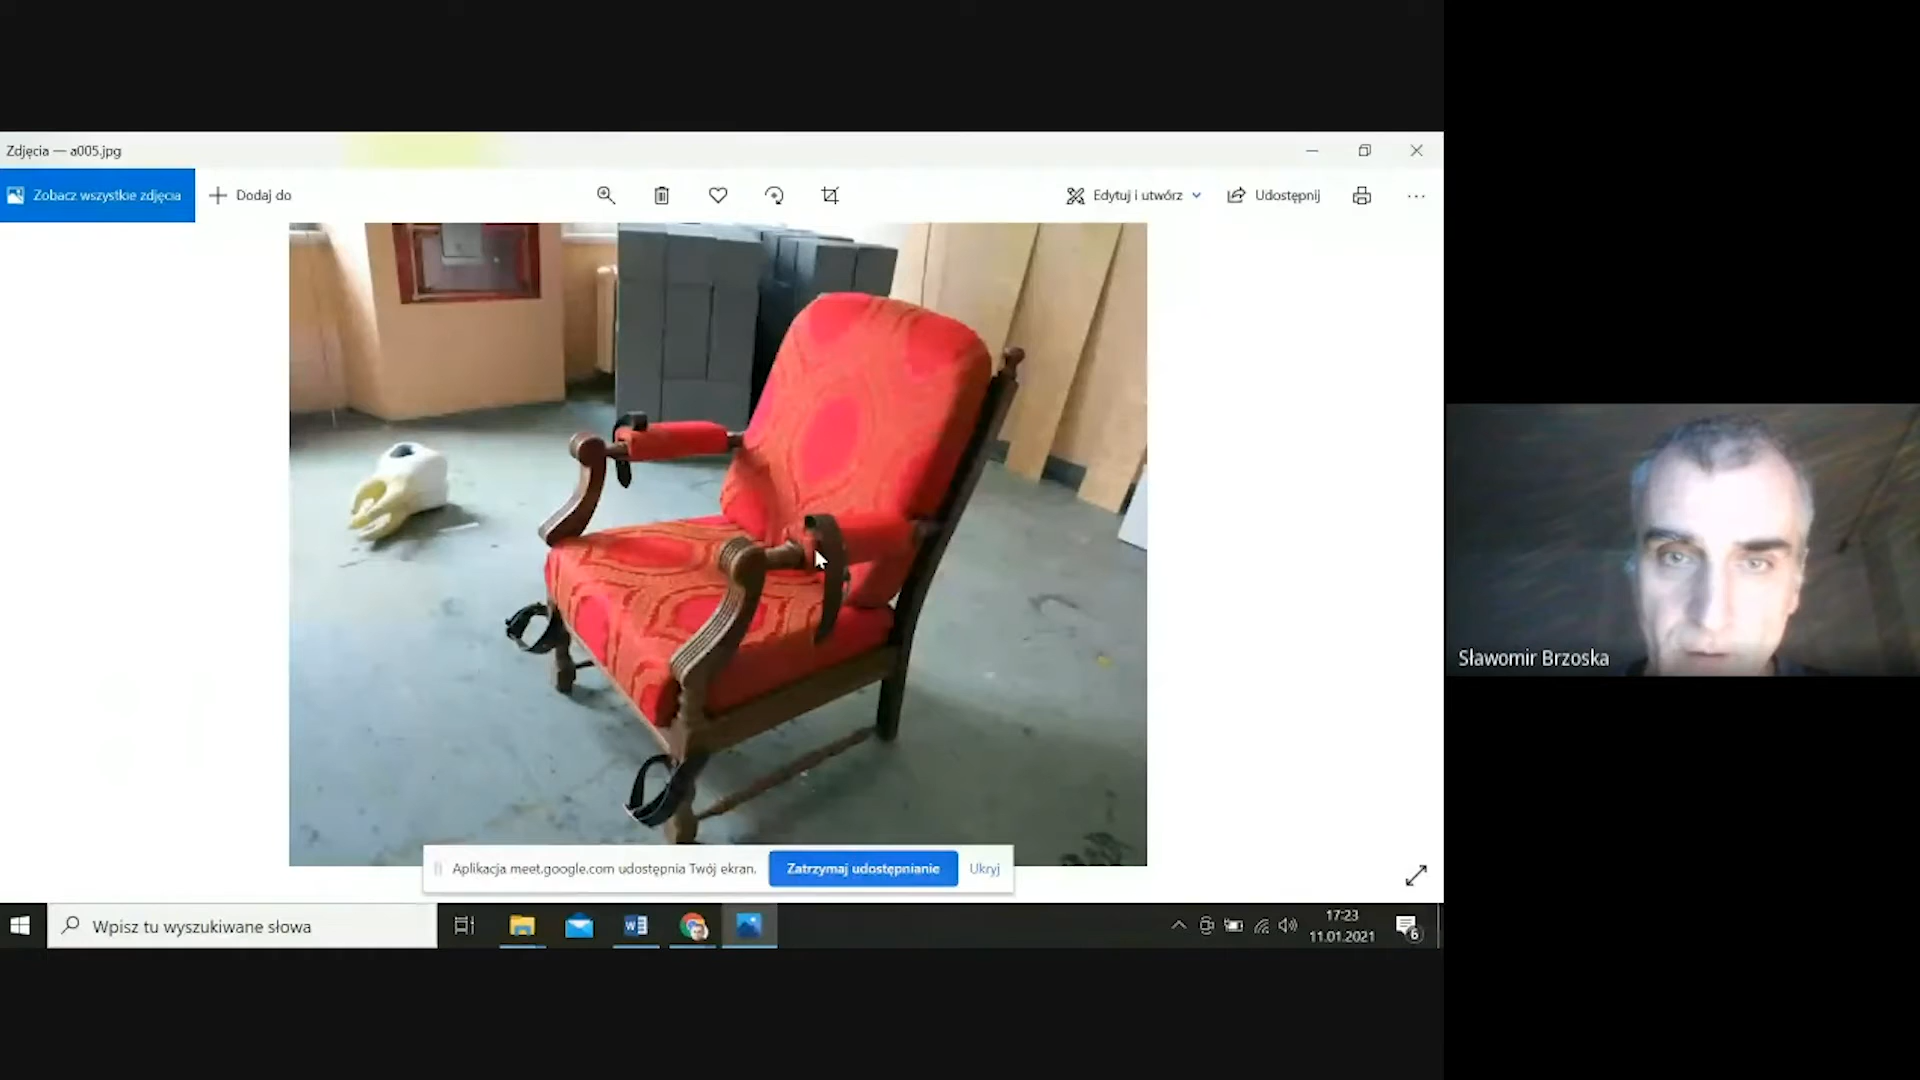 Zdjęcia — a005.jpg
Zobacz wszystkie zdjęcia
Dodaj do
Edytuj i utwórz
Udostępnij
Sławomir Brzoska
Aplikacja meet.google.com udostępnia Twój ekran.
Zatrzymaj udostępnianie
Ukryj
Wpisz tu wyszukiwane słowa
17:23
11.01.2021
6